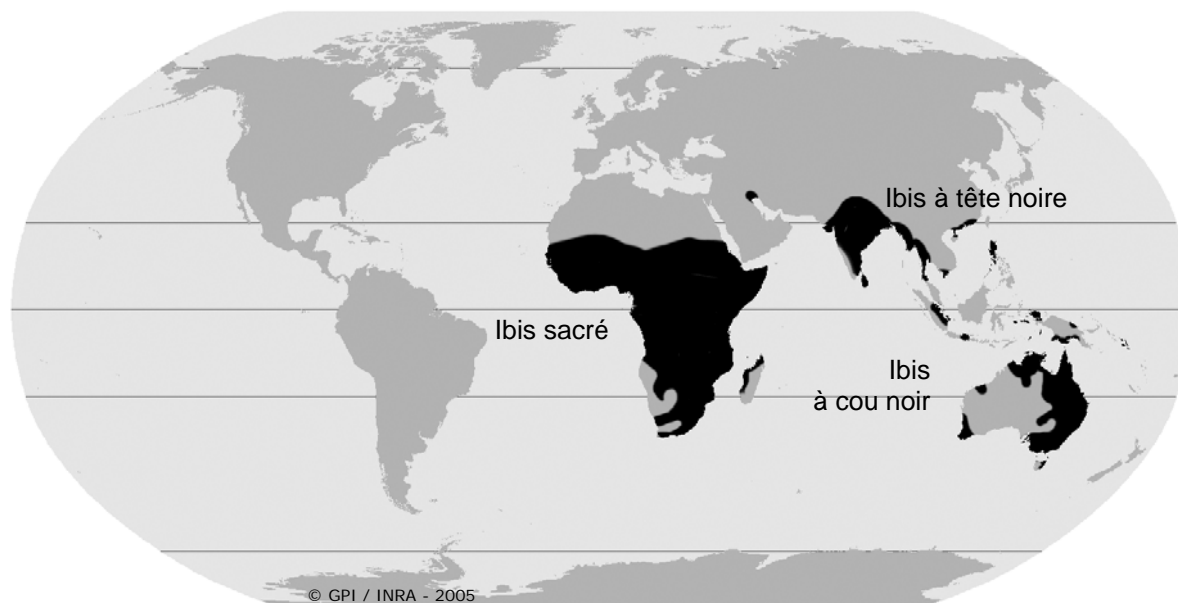 Ibis à tête noire
Ibis sacré
Ibis
à cou noir
© GPI / INRA - 2005